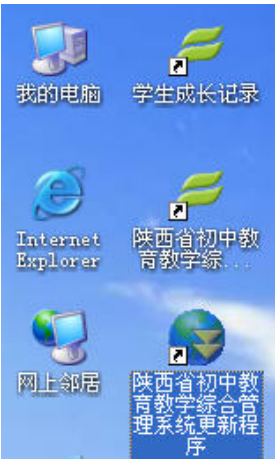 我的电脑
学生成长记录
Internet
Explorer
陕西省初中教
育教学综...
网上邻居
陕西省初中教
育教学综合管
理系统更新程
序